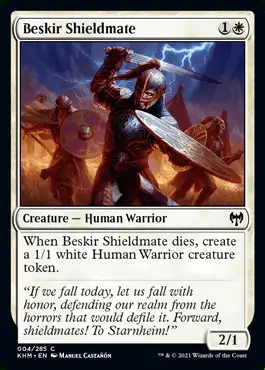 Beskir Shieldmate 1
Creature — Human Warrior
When Beskir Shieldmate dies, create
a 1/1 white Human Warrior creature
token.
"If we fall today, let us fall with
honor, defending our realm from the
horrors that would defile it. Forward,
shieldmates! To Starnheim!"
2/1
004/285 C
KHM • EN Manuel Castañón
™ & © 2021 Wizards of the Coast